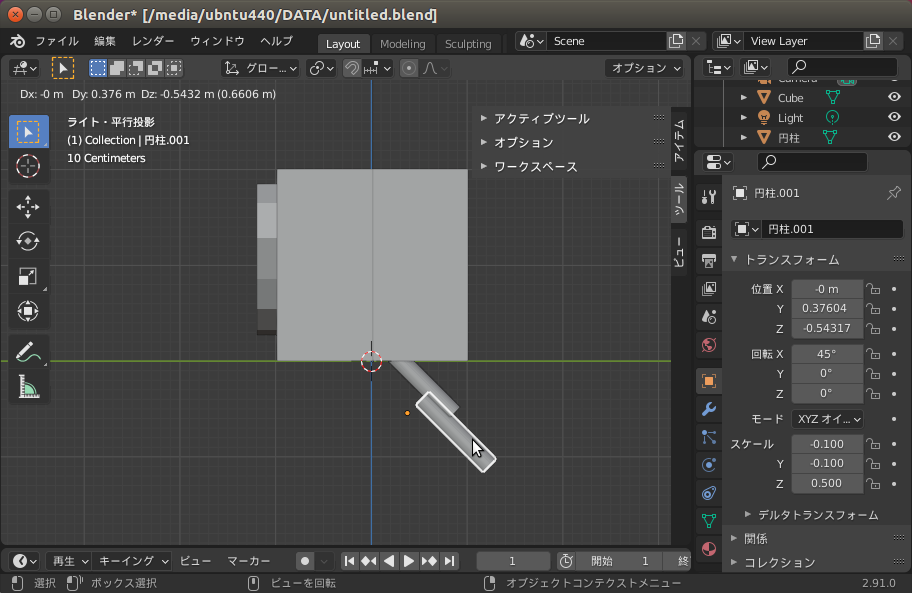 Blender* [/media/ubntu440/DATA/untitled.blend]
ファイル 編集 レンダー ウィンドウ ヘルプ Layout Modeling Sculpting Scene View Layer
グロー... オプション
Dx: -0 m Dy: 0.376 m Dz: -0.5432 m (0.6606 m)
ライト・平行投影
(1) Collection | 円柱.001
10 Centimeters
アクティブツール
オプション
ワークスペース
アイテム
ツール
ビュー
Camera
Cube
Light
円柱
円柱.001
円柱.001
トランスフォーム
位置 X -0 m
Y 0.37604
Z -0.54317
回転 X 45°
Y 0°
Z 0°
モード XYZ オイ...
スケール -0.100
Y -0.100
Z 0.500
デルタトランスフォーム
関係
コレクション
再生 キーイング ビュー マーカー 1 開始 1 終
選択 ボックス選択 ビューを回転 オブジェクトコンテクストメニュー 2.91.0